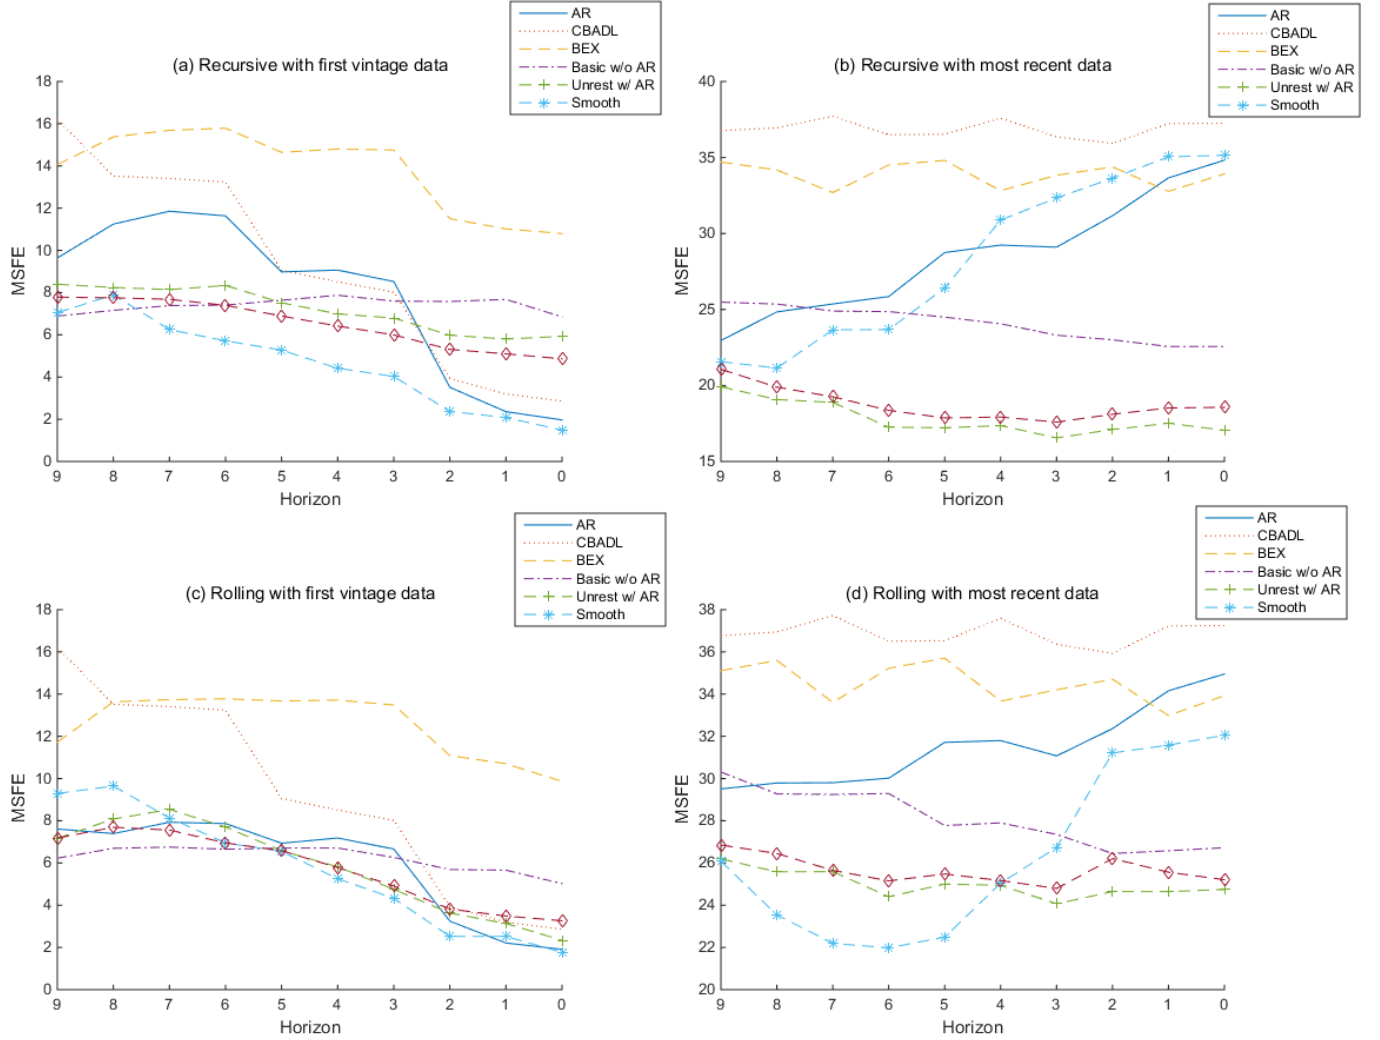 AR
CBADL
BEX
Basic w/o AR
Unrest w/ AR
Smooth
(a) Recursive with first vintage data
18
16
14
12
10
8
6
4
2
0
MSFE
9 8 7 6 5 4 3 2 1 0
Horizon
AR
CBADL
BEX
Basic w/o AR
Unrest w/ AR
Smooth
(b) Recursive with most recent data
40
35
30
25
20
15
MSFE
9 8 7 6 5 4 3 2 1 0
Horizon
AR
CBADL
BEX
Basic w/o AR
Unrest w/ AR
Smooth
(c) Rolling with first vintage data
18
16
14
12
10
8
6
4
2
0
MSFE
9 8 7 6 5 4 3 2 1 0
Horizon
AR
CBADL
BEX
Basic w/o AR
Unrest w/ AR
Smooth
(d) Rolling with most recent data
38
36
34
32
30
28
26
24
22
20
MSFE
9 8 7 6 5 4 3 2 1 0
Horizon